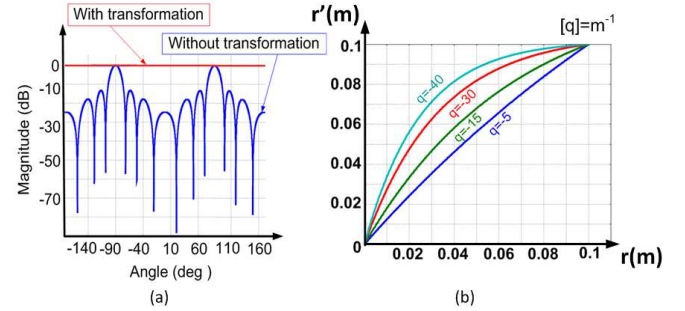 With transformation
Without transformation
Magnitude (dB)
0
-10
-30
-50
-70
-140 -90 -40 10 60 110 160
Angle (deg )
(a)
r'(m)
[q]=m⁻¹
0.1
0.08
0.06
0.04
0.02
0
q=-40
q=-30
q=-15
q=-5
0.02 0.04 0.06 0.08 0.1
r(m)
(b)